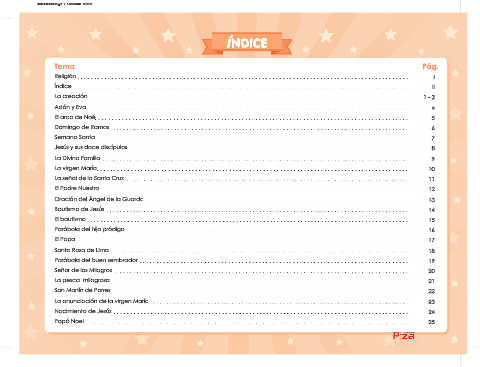 ÍNDICE
Tema Pág.
Religión I
Índice II
La creación 1 - 3
Adán y Eva 4
El arca de Noé 5
Domingo de Ramos 6
Semana Santa 7
Jesús y sus doce discípulos 8
La Divina Familia 9
La virgen María 10
La señal de la Santa Cruz 11
El Padre Nuestro 12
Oración del Ángel de la Guarda 13
Bautismo de Jesús 14
El bautismo 15
Parábola del hijo pródigo 16
El Papa 17
Santa Rosa de Lima 18
Parábola del buen sembrador 19
Señor de los Milagros 20
La pesca milagrosa 21
San Martín de Porres 22
La anunciación de la virgen María 23
Nacimiento de Jesús 24
Papá Noel 25